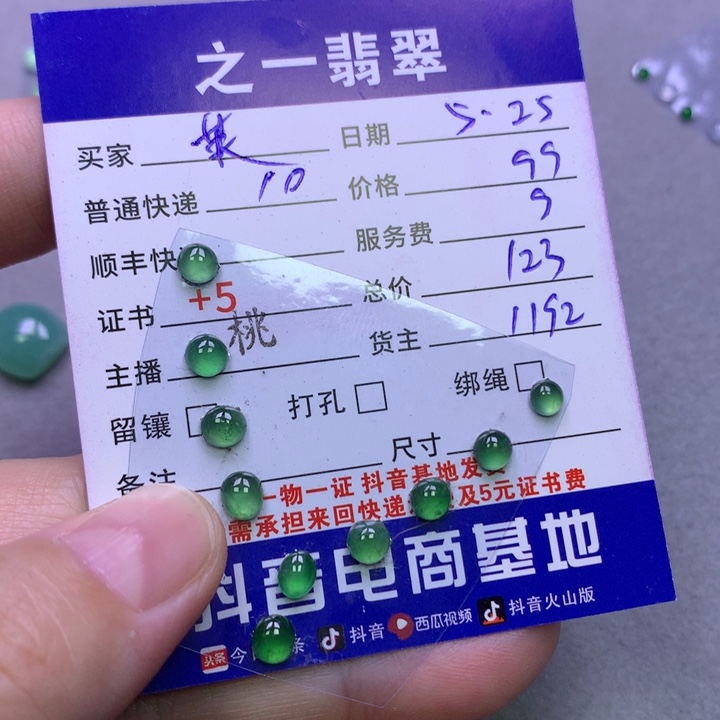 之一翡翠
买家 日期 5.25
普通快递 10 价格 99
顺丰快 服务费 9
证书 +5 总价 123
主播 桃 货主 1192
留镶 打孔 绑绳
备注 尺寸
一物一证 抖音基地发
需承担来回快递 及5元证书费
抖音电商基地
头条 今 条 抖音 西瓜视频 抖音火山版